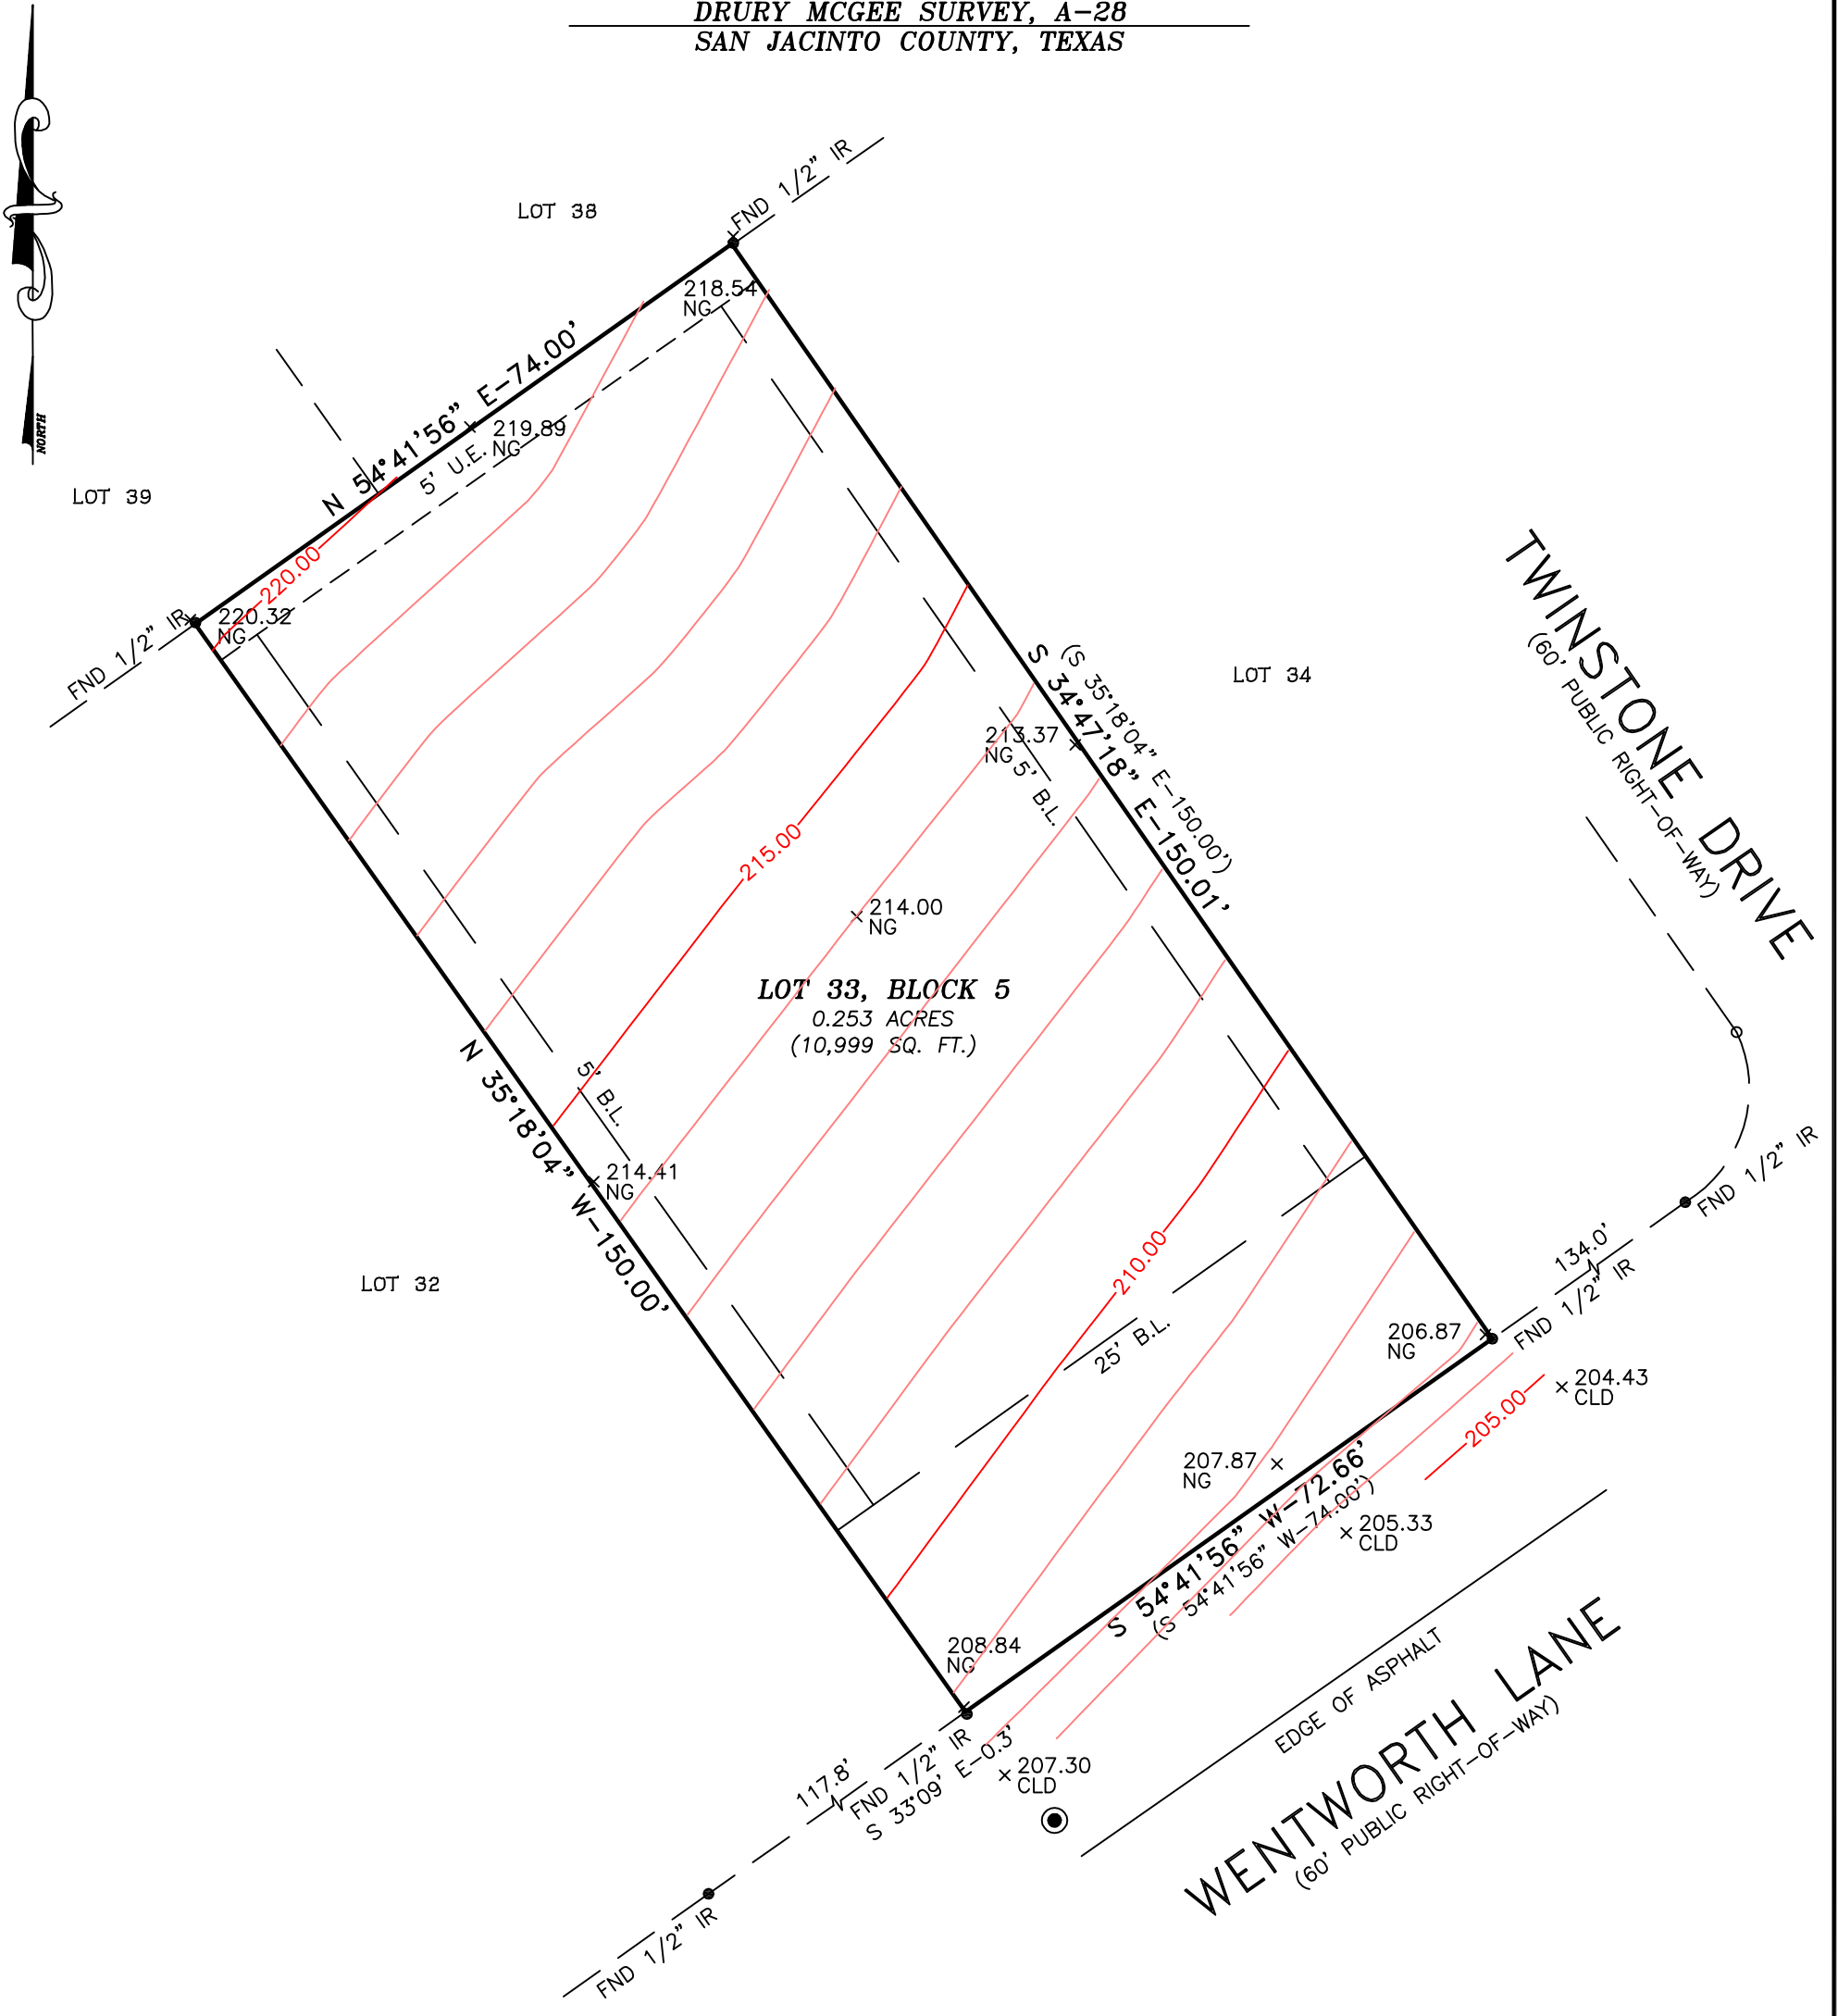 DRURY MCGEE SURVEY, A-28
SAN JACINTO COUNTY, TEXAS
NORTH
LOT 38
FND 1/2" IR
218.54
NG
N 54°41'56" E-74.00'
219.89
NG
5' U.E.
LOT 39
220.00
220.32
NG
FND 1/2" IR
TWINSTONE DRIVE
(60' PUBLIC RIGHT-OF-WAY)
LOT 34
(S 35°18'04" E-150.00')
S 34°47'18" E-150.01'
213.37
NG
5' B.L.
215.00
214.00
NG
LOT 33, BLOCK 5
0.253 ACRES
(10,999 SQ. FT.)
5' B.L.
N 35°18'04" W-150.00'
214.41
NG
LOT 32
210.00
25' B.L.
FND 1/2" IR
134.0'
FND 1/2" IR
206.87
NG
204.43
CLD
205.00
207.87
NG
205.33
CLD
S 54°41'56" W-72.66'
(S 54°41'56" W-74.00')
208.84
NG
EDGE OF ASPHALT
WENTWORTH LANE
(60' PUBLIC RIGHT-OF-WAY)
207.30
CLD
117.8'
FND 1/2" IR
S 33°09' E-0.3'
FND 1/2" IR